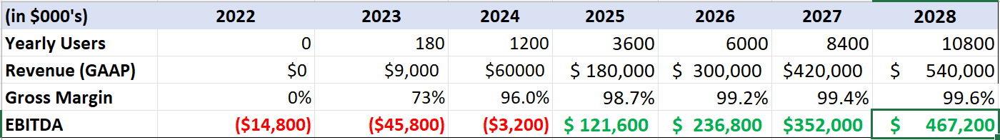 (in $000's) 2022 2023 2024 2025 2026 2027 2028
Yearly Users 0 180 1200 3600 6000 8400 10800
Revenue (GAAP) $0 $9,000 $60000 $ 180,000 $ 300,000 $420,000 $ 540,000
Gross Margin 0% 73% 96.0% 98.7% 99.2% 99.4% 99.6%
EBITDA ($14,800) ($45,800) ($3,200) $ 121,600 $ 236,800 $352,000 $ 467,200